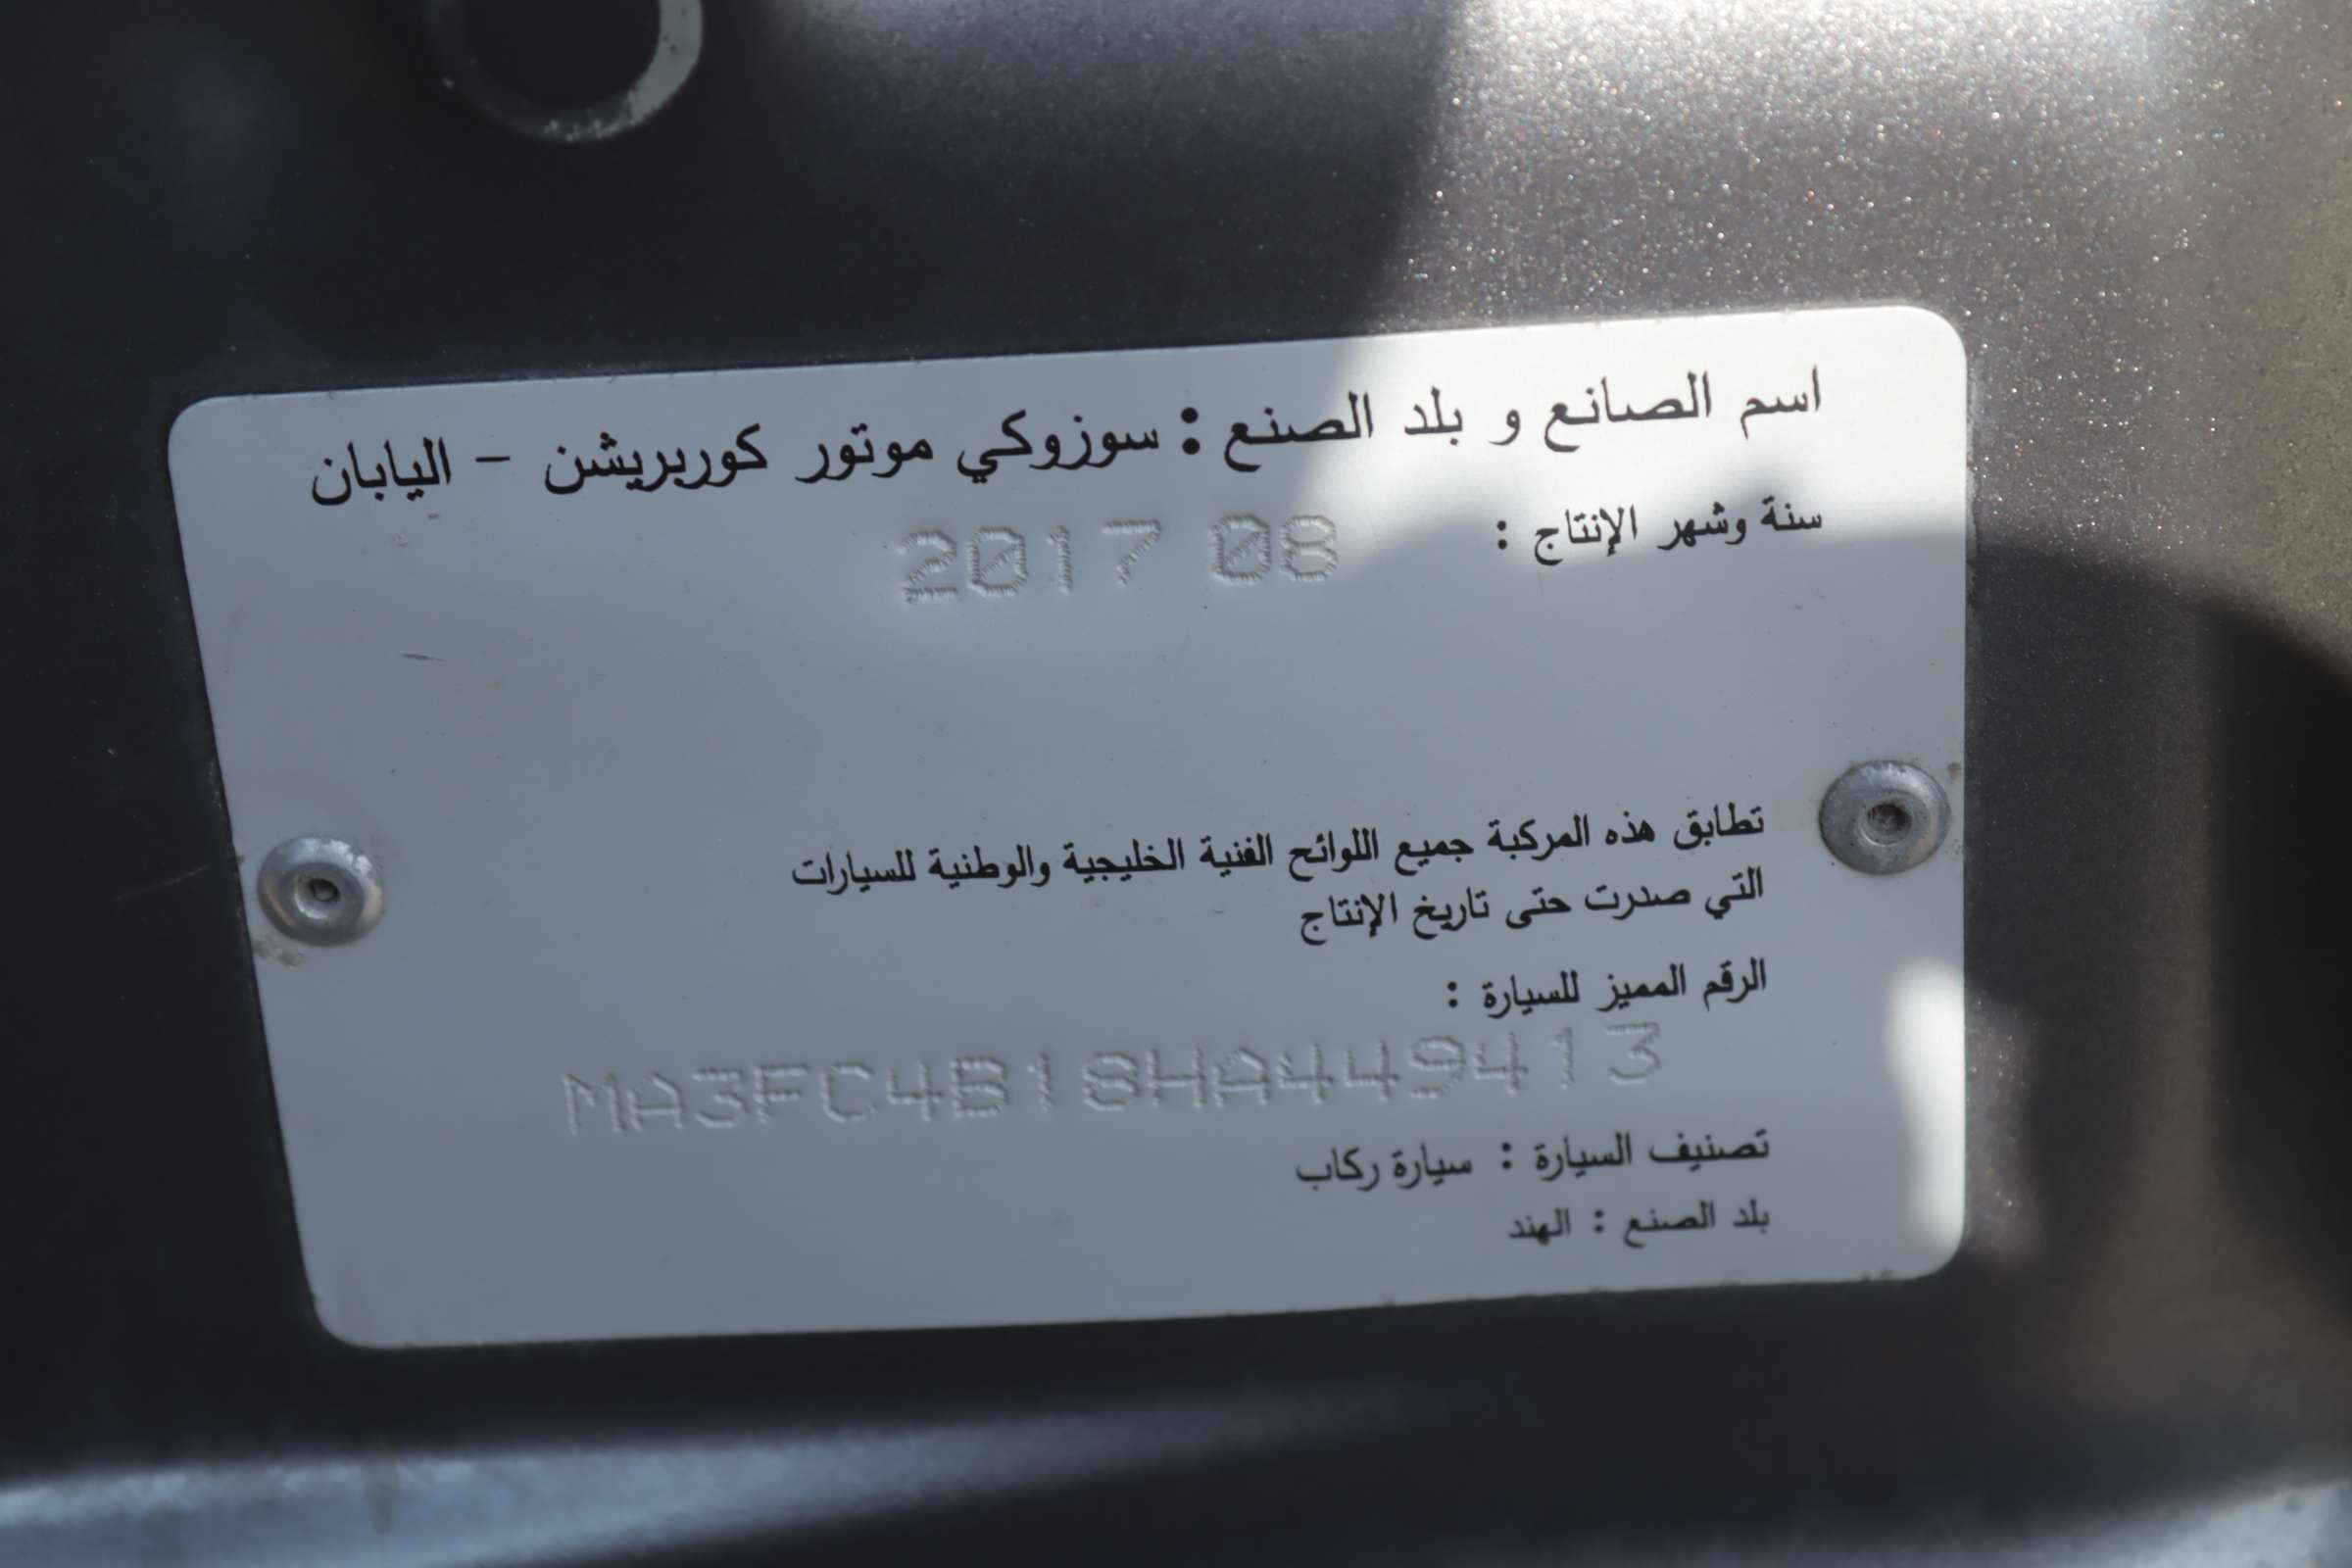 اسم الصانع و بلد الصنع : سوزوكي موتور كوربريشن - اليابان
سنة وشهر الإنتاج : 2017 08
تطابق هذه المركبة جميع اللوائح الفنية الخليجية والوطنية للسيارات
التي صدرت حتى تاريخ الإنتاج
الرقم المميز للسيارة :
MA3FC4B18HA449413
تصنيف السيارة : سيارة ركاب
بلد الصنع : الهند